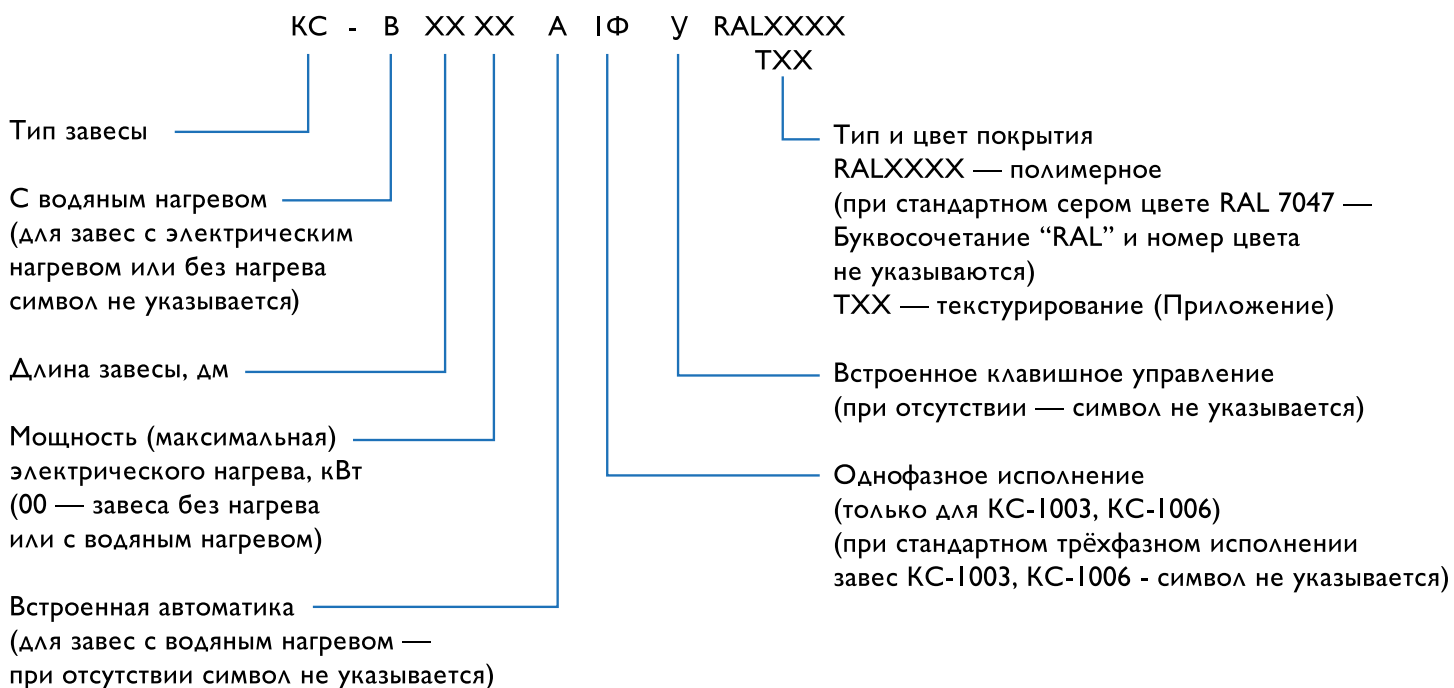 КС - В ХХ ХХ А 1Ф У RALXXXX
TXX
Тип завесы
С водяным нагревом
(для завес с электрическим
нагревом или без нагрева
символ не указывается)
Длина завесы, дм
Мощность (максимальная)
электрического нагрева, кВт
(00 — завеса без нагрева
или с водяным нагревом)
Встроенная автоматика
(для завес с водяным нагревом —
при отсутствии символ не указывается)
Тип и цвет покрытия
RALXXXX — полимерное
(при стандартном сером цвете RAL 7047 —
Буквосочетание “RAL” и номер цвета
не указываются)
TXX — текстурирование (Приложение)
Встроенное клавишное управление
(при отсутствии — символ не указывается)
Однофазное исполнение
(только для КС-1003, КС-1006)
(при стандартном трёхфазном исполнении
завес КС-1003, КС-1006 - символ не указывается)